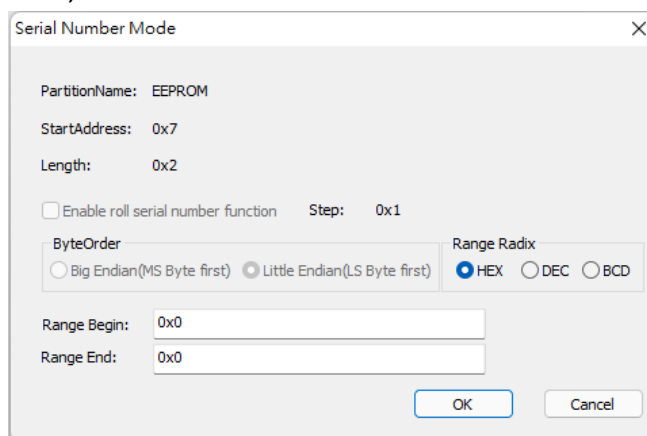 Serial Number Mode
PartitionName: EEPROM
StartAddress: 0x7
Length: 0x2
Enable roll serial number function Step: 0x1
ByteOrder Range Radix
Big Endian(MS Byte first) Little Endian(LS Byte first) HEX DEC BCD
Range Begin: 0x0
Range End: 0x0
OK Cancel